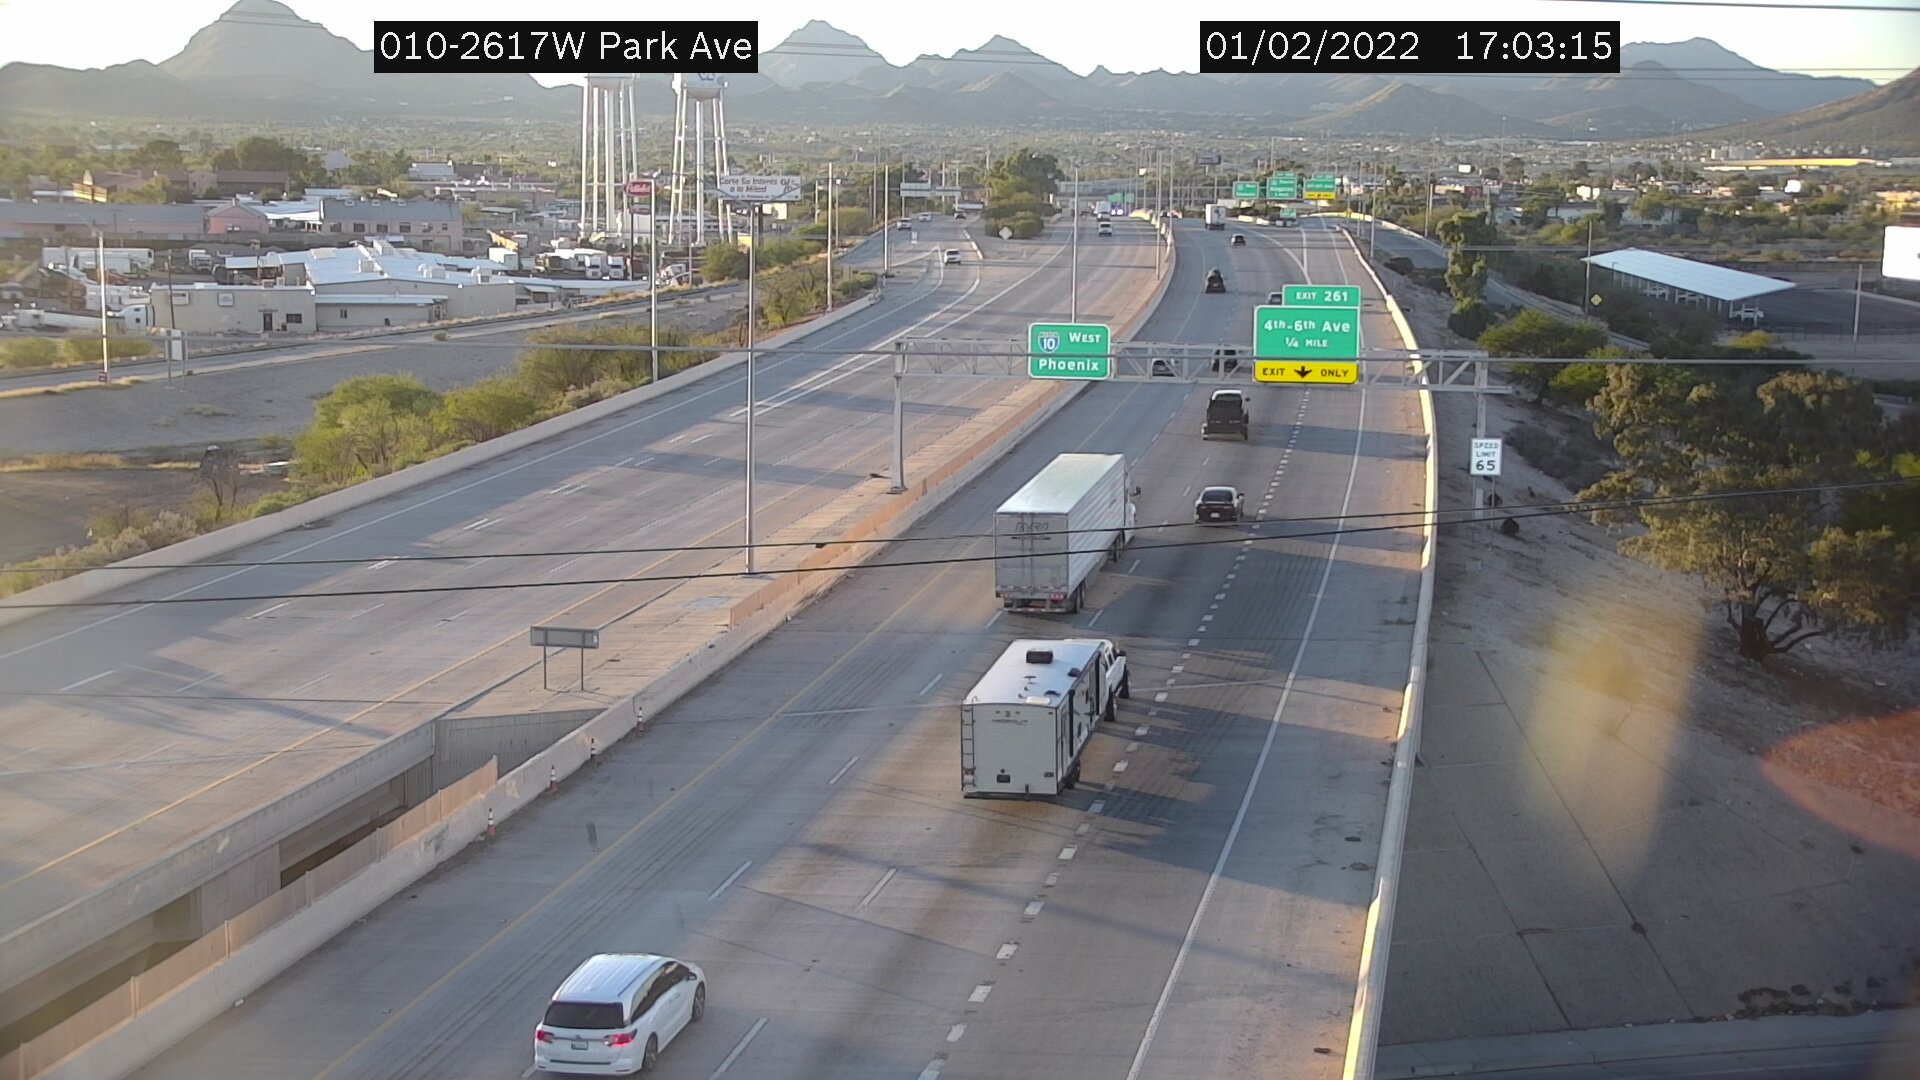 010-2617W Park Ave
01/02/2022 17:03:15
EXIT 261
4th-6th Ave
1/4 MILE
EXIT ONLY
10 WEST
Phoenix
SPEED
LIMIT
65